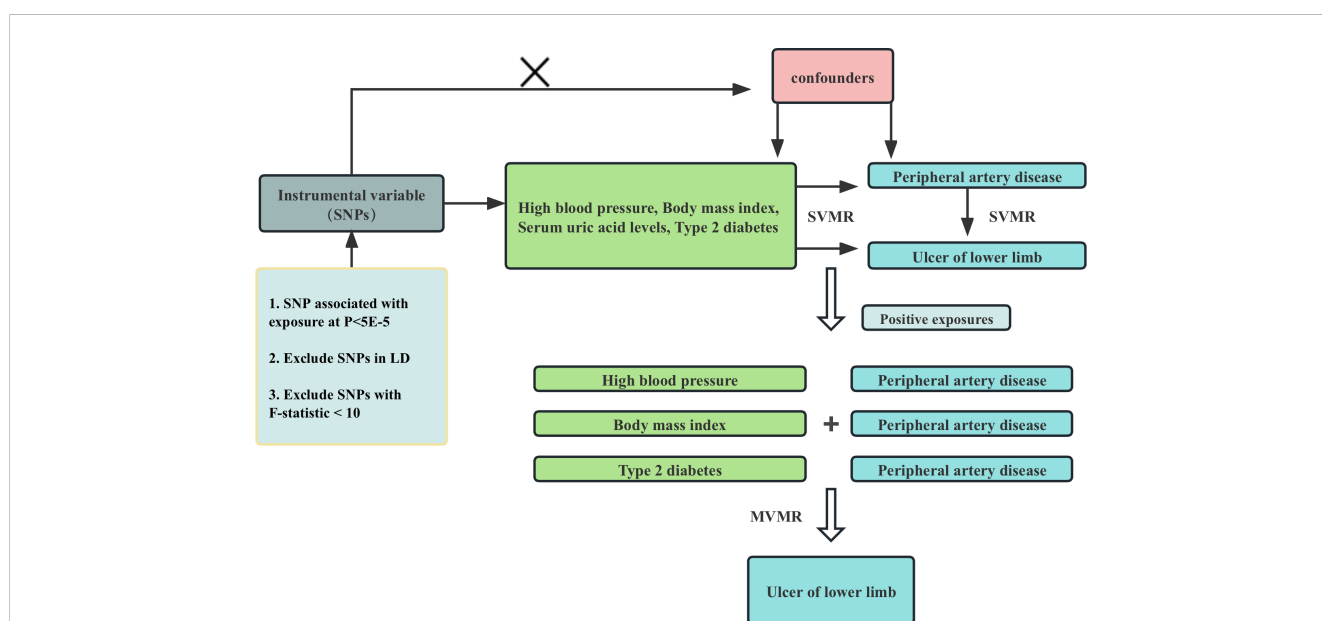 confounders
Instrumental variable
（SNPs）
High blood pressure, Body mass index,
Serum uric acid levels, Type 2 diabetes
SVMR
Peripheral artery disease
SVMR
Ulcer of lower limb
1. SNP associated with
exposure at P<5E-5
2. Exclude SNPs in LD
3. Exclude SNPs with
F-statistic < 10
Positive exposures
High blood pressure
Peripheral artery disease
Body mass index
+
Peripheral artery disease
Type 2 diabetes
Peripheral artery disease
MVMR
Ulcer of lower limb